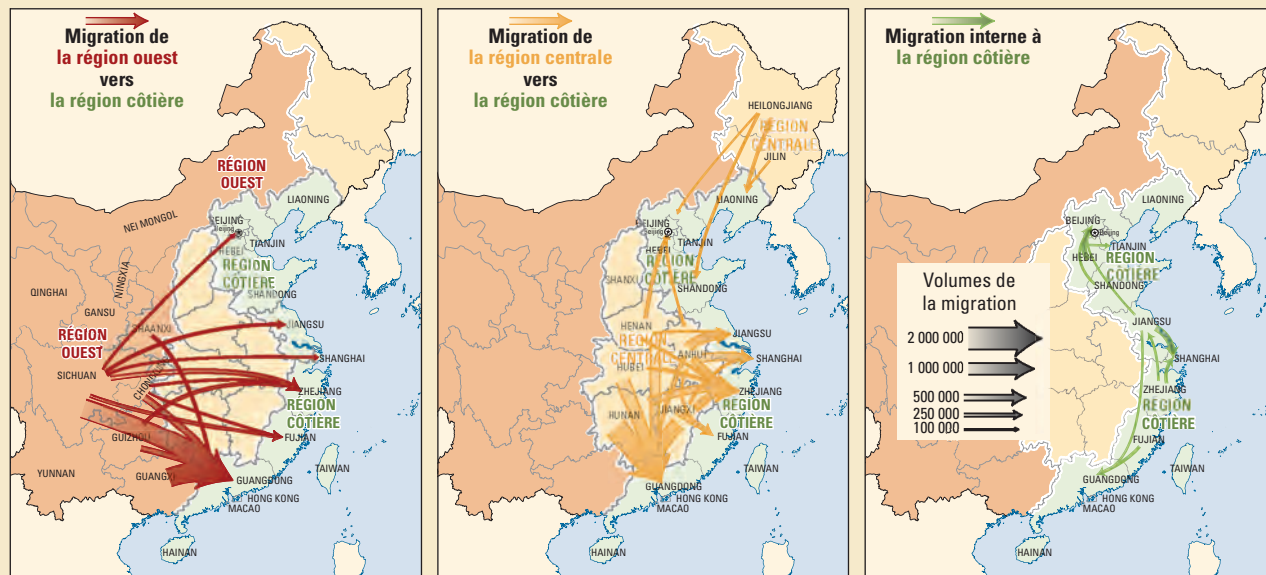 Migration de
la région ouest
vers
la région côtière
RÉGION
OUEST
LIAONING
NEI MONGOL
BEIJING
Beijing
TIANJIN
HEBEI
RÉGION
CÔTIÈRE
NINGXIA
QINGHAI
SHANDONG
GANSU
SHAANXI
JIANGSU
RÉGION
OUEST
SHANGHAI
SICHUAN
CHONGQING
ZHEJIANG
RÉGION
CÔTIÈRE
GUIZHOU
FUJIAN
YUNNAN
GUANGXI
TAIWAN
GUANGDONG
HONG KONG
MACAO
HAINAN
Migration de
la région centrale
vers
la région côtière
HEILONGJIANG
RÉGION
CENTRALE
JILIN
LIAONING
BEIJING
Beijing
TIANJIN
HEBEI
RÉGION
CÔTIÈRE
SHANXI
SHANDONG
HENAN
JIANGSU
RÉGION
CENTRALE
ANHUI
SHANGHAI
HUBEI
ZHEJIANG
RÉGION
CÔTIÈRE
HUNAN
JIANGXI
FUJIAN
TAIWAN
GUANGDONG
HONG KONG
MACAO
HAINAN
Migration interne à
la région côtière
LIAONING
BEIJING
Beijing
TIANJIN
HEBEI
RÉGION
CÔTIÈRE
SHANDONG
Volumes de
la migration
2 000 000
1 000 000
500 000
250 000
100 000
JIANGSU
SHANGHAI
ZHEJIANG
RÉGION
CÔTIÈRE
FUJIAN
TAIWAN
GUANGDONG
HONG KONG
MACAO
HAINAN